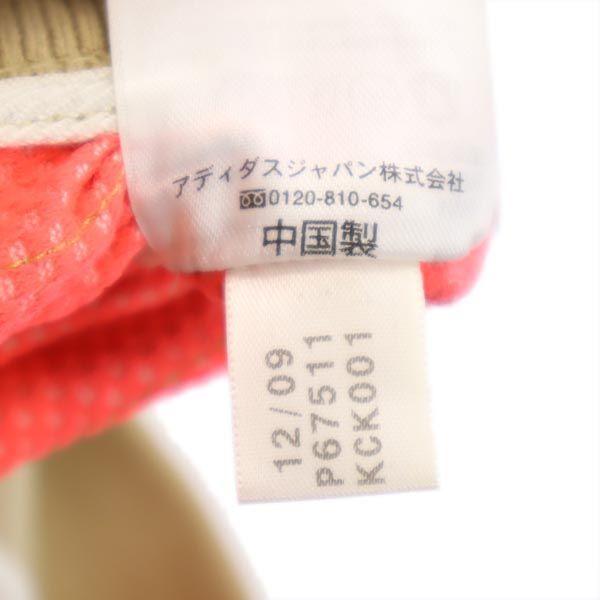 アディダスジャパン株式会社
0120-810-654
中国製
12/09
P67511
KCK001